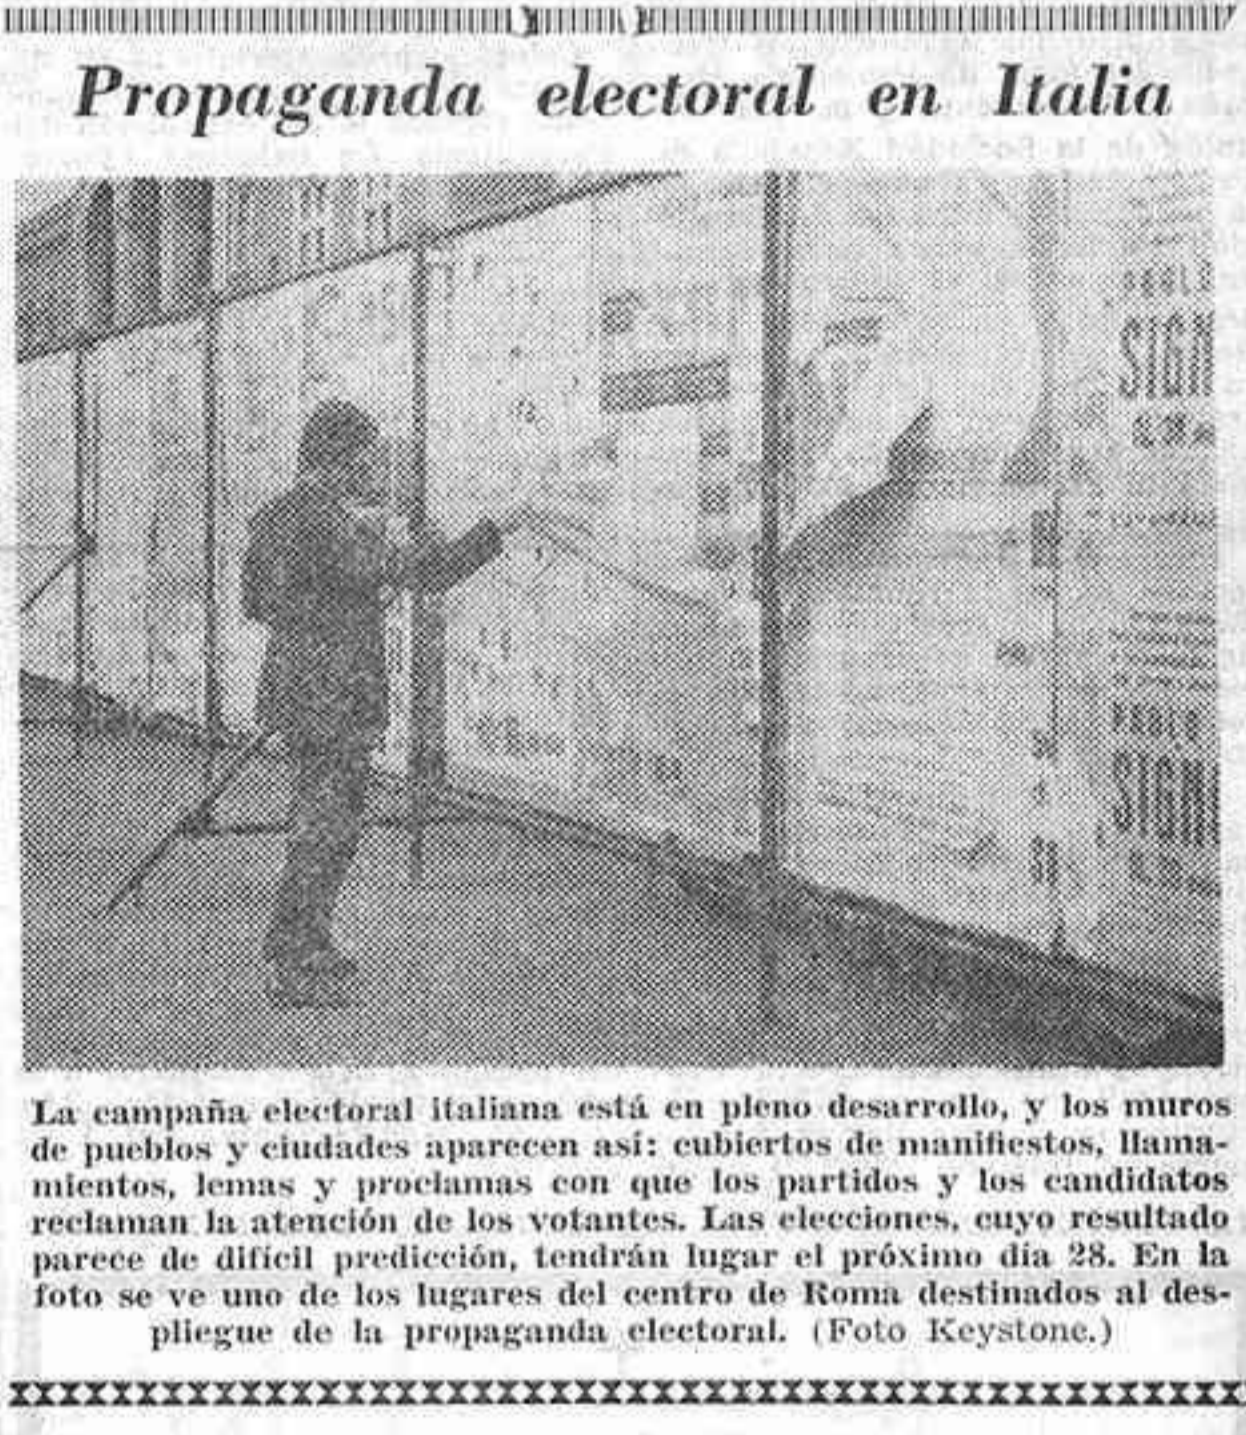 Propaganda electoral en Italia
SIGN
SIGN
La campaña electoral italiana está en pleno desarrollo, y los muros
de pueblos y ciudades aparecen así: cubiertos de manifiestos, llama-
mientos, lemas y proclamas con que los partidos y los candidatos
reclaman la atención de los votantes. Las elecciones, cuyo resultado
parece de difícil predicción, tendrán lugar el próximo día 28. En la
foto se ve uno de los lugares del centro de Roma destinados al des-
pliegue de la propaganda electoral. (Foto Keystone.)